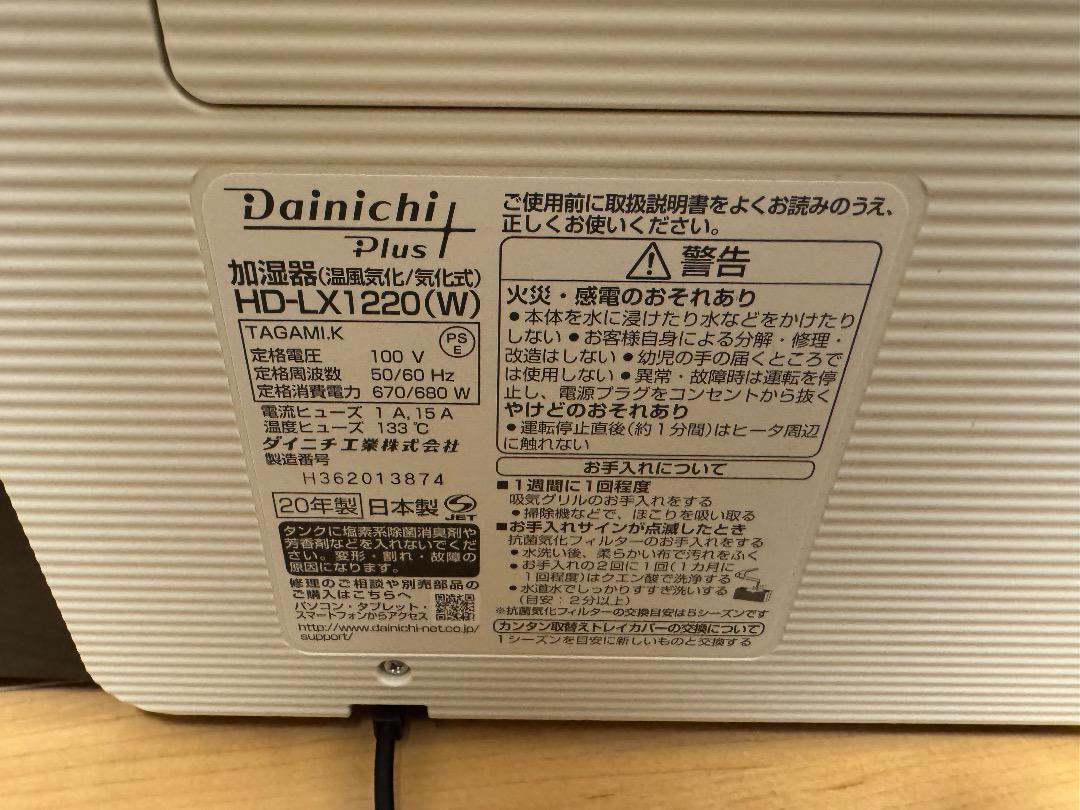 Dainichi
Plus
加湿器(温風気化/気化式)
HD-LX1220(W)
TAGAMI.K
PS
E
定格電圧 100 V
定格周波数 50/60 Hz
定格消費電力 670/680 W
電流ヒューズ 1 A, 15 A
温度ヒューズ 133℃
ダイニチ工業株式会社
製造番号
H362013874
20年製 日本製 JET
タンクに塩素系除菌消臭剤や
芳香剤などを入れないでくだ
さい。変形・割れ・故障の
原因になります。
修理のご相談や別売部品の
ご購入はこちらへ
パソコン・タブレット・
スマートフォンからアクセス
http://www.dainichi-net.co.jp/
support/
ご使用前に取扱説明書をよくお読みのうえ、
正しくお使いください。
警告
火災・感電のおそれあり
●本体を水に浸けたり水などをかけたり
しない●お客様自身による分解・修理・
改造はしない●幼児の手の届くところで
は使用しない●異常・故障時は運転を停
止し、電源プラグをコンセントから抜く
やけどのおそれあり
●運転停止直後(約1分間)はヒータ周辺
に触れない
お手入れについて
■1週間に1回程度
吸気グリルのお手入れをする
●掃除機などで、ほこりを吸い取る
■お手入れサインが点滅したとき
抗菌気化フィルターのお手入れをする
●水洗い後、柔らかい布で汚れをふく
●お手入れの2回に1回(1カ月に
1回程度)はクエン酸で洗浄する
●水道水でしっかりすすぎ洗いする
(目安:2分以上)
※抗菌気化フィルターの交換目安は5シーズンです
カンタン取替えトレイカバーの交換について
1シーズンを目安に新しいものと交換する